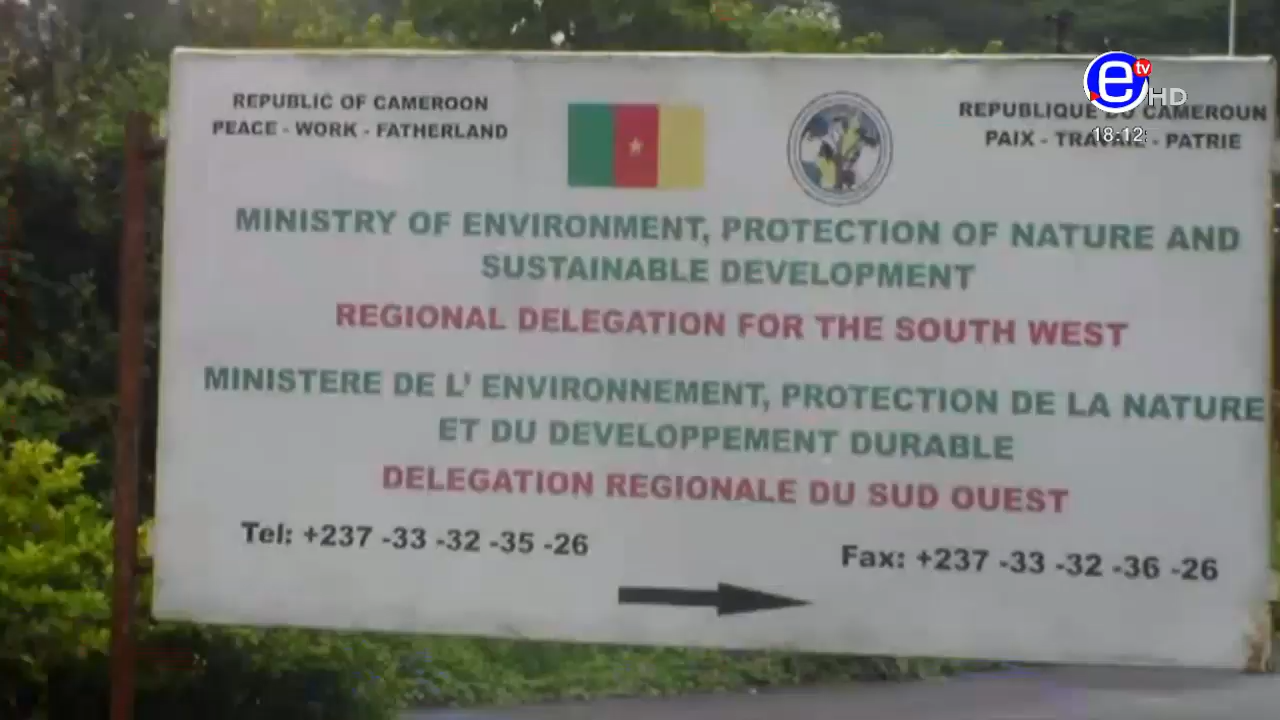 REPUBLIC OF CAMEROON
PEACE - WORK - FATHERLAND
REPUBLIQUE DU CAMEROUN
PAIX - TRAVAIL - PATRIE
e tv HD
18:12
MINISTRY OF ENVIRONMENT, PROTECTION OF NATURE AND
SUSTAINABLE DEVELOPMENT
REGIONAL DELEGATION FOR THE SOUTH WEST
MINISTERE DE L' ENVIRONNEMENT, PROTECTION DE LA NATURE
ET DU DEVELOPPEMENT DURABLE
DELEGATION REGIONALE DU SUD OUEST
Tel: +237 -33 -32 -35 -26
Fax: +237 -33 -32 -36 -26